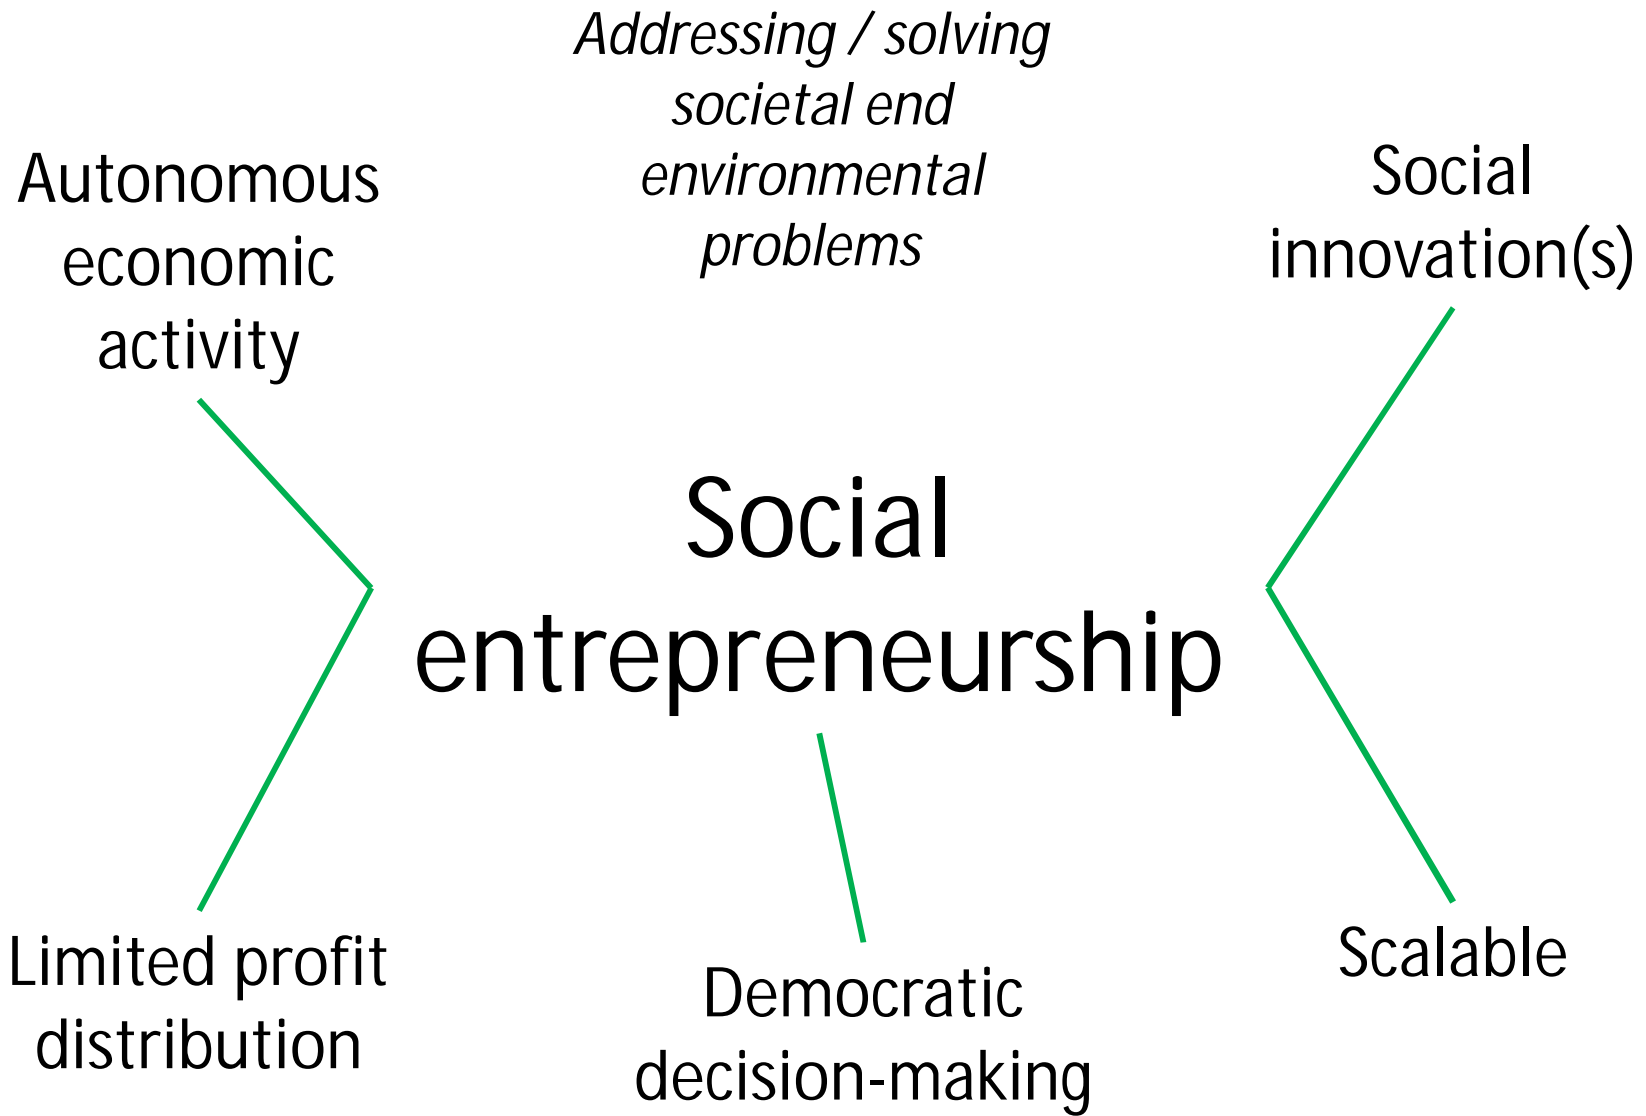 Addressing / solving
societal end
environmental
problems
Autonomous
economic
activity
Social
innovation(s)
Social
entrepreneurship
Limited profit
distribution
Democratic
decision-making
Scalable